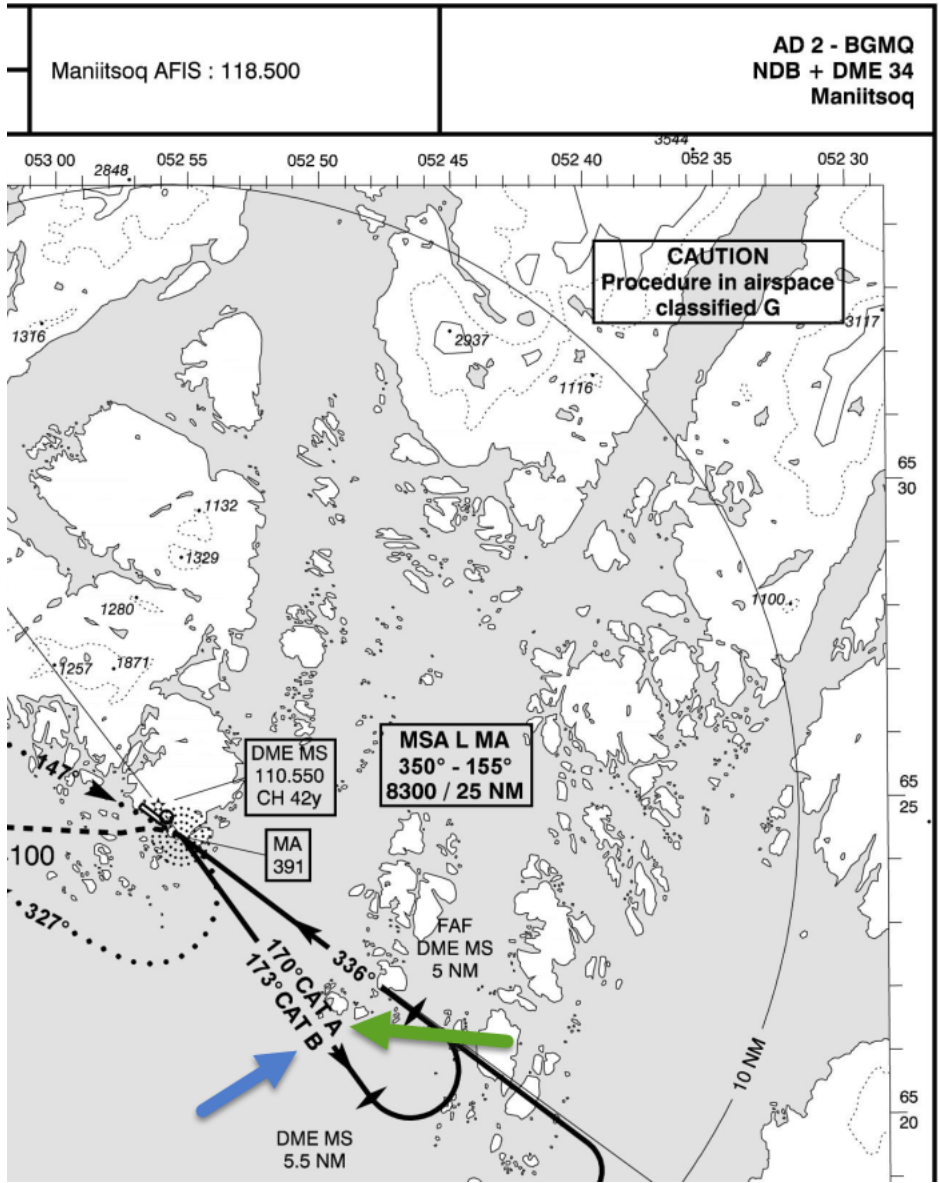 Maniitsoq AFIS : 118.500
AD 2 - BGMQ
NDB + DME 34
Maniitsoq
053 00
052 55
052 50
052 45
052 40
052 35
052 30
3544
2848
CAUTION
Procedure in airspace
classified G
1316
2937
3117
1116
65
30
1132
1329
1280
1100
1257
1871
DME MS
110.550
CH 42y
MSA L MA
350° - 155°
8300 / 25 NM
147°
65
25
MA
391
100
327°
336°
FAF
DME MS
5 NM
170° CAT A
173° CAT B
10 NM
65
20
DME MS
5.5 NM